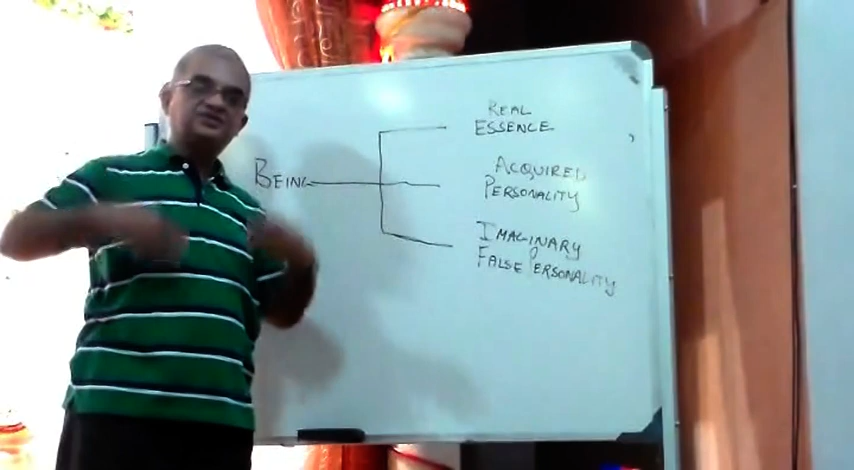 BEING
REAL
ESSENCE
ACQUIRED
PERSONALITY
IMAGINARY
FALSE PERSONALITY